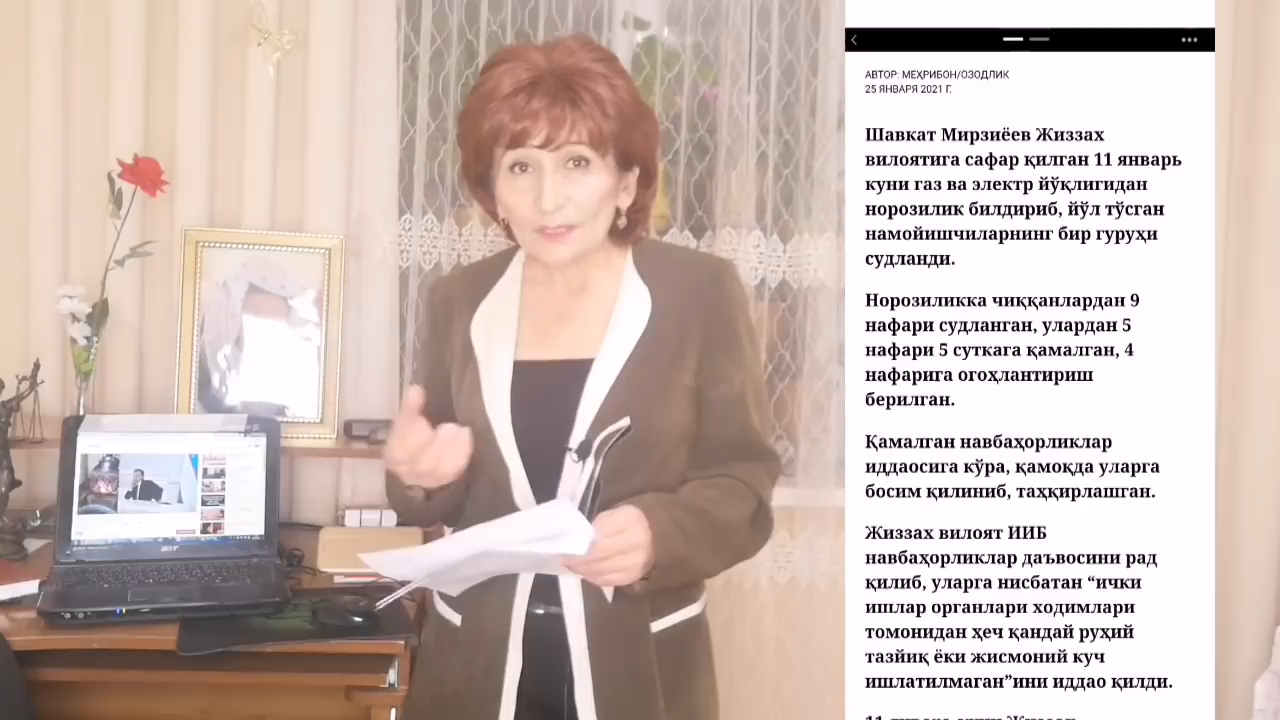 АВТОР: МЕҲРИБОН/ОЗОДЛИК
25 ЯНВАРЯ 2021 Г.
Шавкат Мирзиёев Жиззах
вилоятига сафар қилган 11 январь
куни газ ва электр йўқлигидан
норозилик билдириб, йўл тўсган
намойишчиларнинг бир гуруҳи
судланди.
Норозиликка чиққанлардан 9
нафари судланган, улардан 5
нафари 5 суткага қамалган, 4
нафарига огоҳлантириш
берилган.
Қамалган навбаҳорликлар
иддаосига кўра, қамоқда уларга
босим қилиниб, таҳқирлашган.
Жиззах вилоят ИИБ
навбаҳорликлар даъвосини рад
қилиб, уларга нисбатан “ички
ишлар органлари ходимлари
томонидан ҳеч қандай руҳий
тазйиқ ёки жисмоний куч
ишлатилмаган”ини иддао қилди.
acer